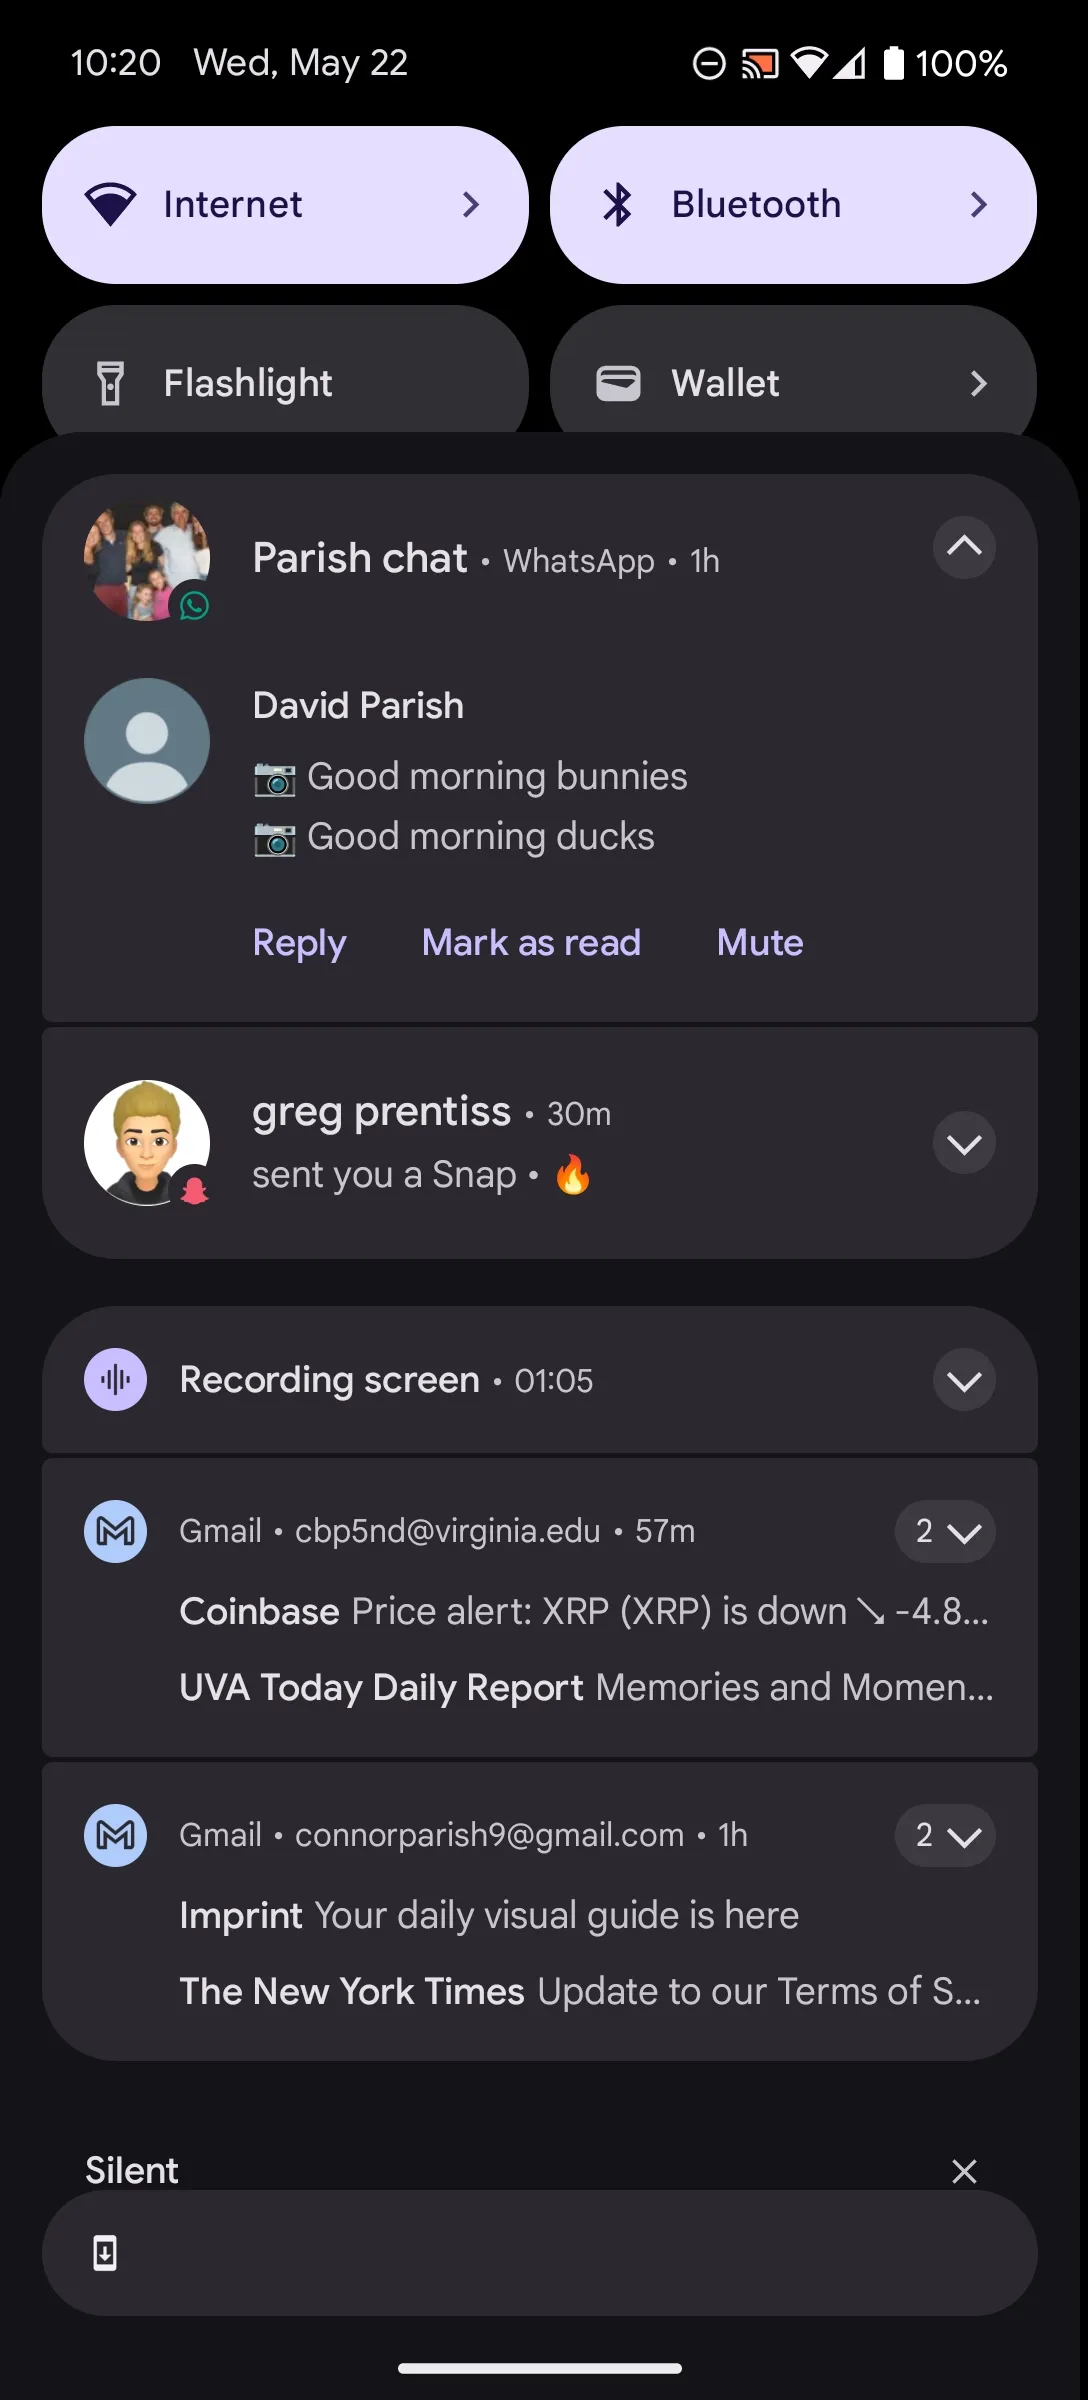 10:20 Wed, May 22 100%
Internet Bluetooth
Flashlight Wallet
Parish chat • WhatsApp • 1h
David Parish
📷 Good morning bunnies
📷 Good morning ducks
Reply Mark as read Mute
greg prentiss • 30m
sent you a Snap • 🔥
Recording screen • 01:05
Gmail • cbp5nd@virginia.edu • 57m 2
Coinbase Price alert: XRP (XRP) is down ↘ -4.8...
UVA Today Daily Report Memories and Momen...
Gmail • connorparish9@gmail.com • 1h 2
Imprint Your daily visual guide is here
The New York Times Update to our Terms of S...
Silent